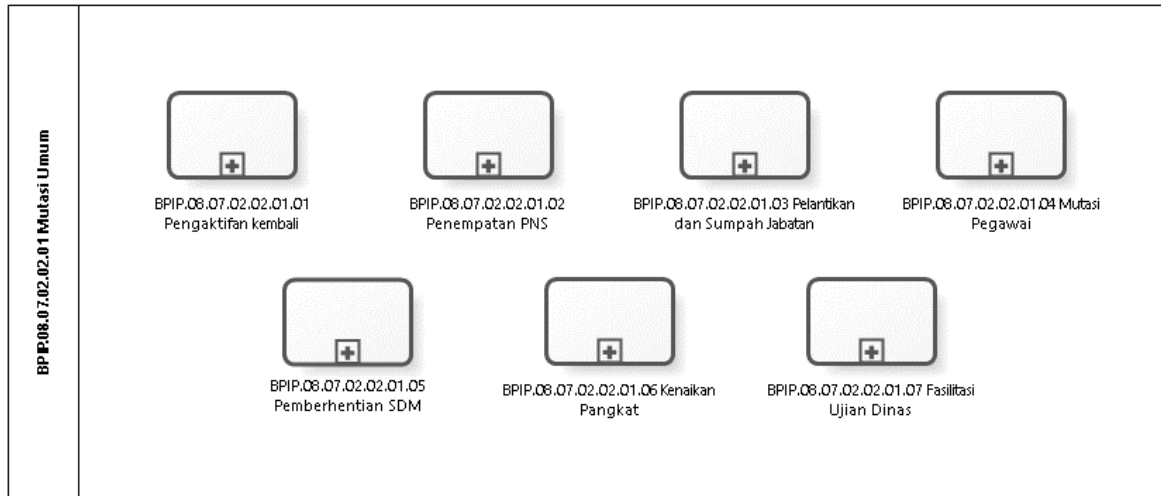 BPIP.08.07.02.02.01 Mutasi Umum
BPIP.08.07.02.02.01.01
Pengaktifan kembali
BPIP.08.07.02.02.01.02
Penempatan PNS
BPIP.08.07.02.02.01.03 Pelantikan
dan Sumpah Jabatan
BPIP.08.07.02.02.01.04 Mutasi
Pegawai
BPIP.08.07.02.02.01.05
Pemberhentian SDM
BPIP.08.07.02.02.01.06 Kenaikan
Pangkat
BPIP.08.07.02.02.01.07 Fasilitasi
Ujian Dinas